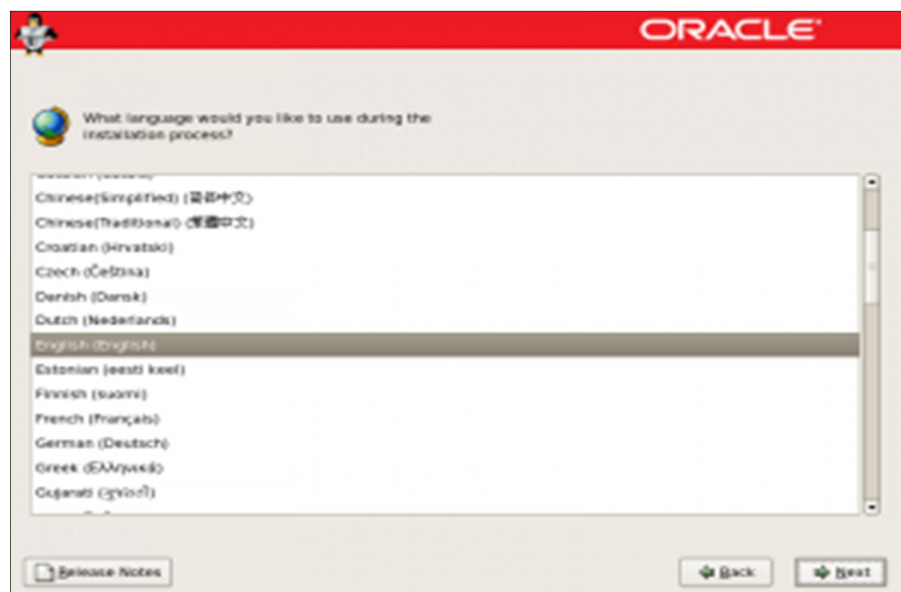 ORACLE
What language would you like to use during the
installation process?
Chinese(Simplified) (简体中文)
Chinese(Traditional) (繁體中文)
Croatian (Hrvatski)
Czech (Čeština)
Danish (Dansk)
Dutch (Nederlands)
English (English)
Estonian (eesti keel)
Finnish (suomi)
French (Français)
German (Deutsch)
Greek (Ελληνικά)
Gujarati (ગુજરાતી)
Release Notes
Back
Next